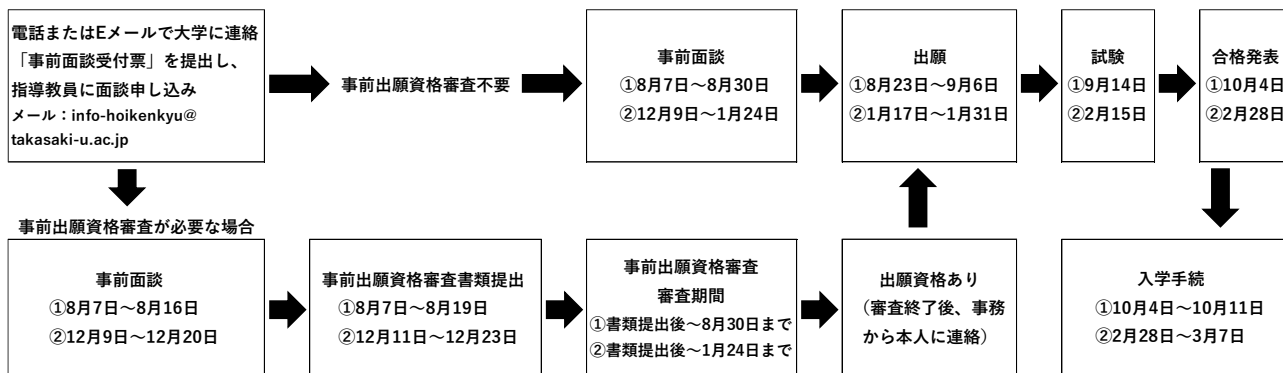 電話またはEメールで大学に連絡
「事前面談受付票」を提出し、
指導教員に面談申し込み
メール：info-hoikenkyu@
takasaki-u.ac.jp
事前出願資格審査不要
事前面談
①8月7日～8月30日
②12月9日～1月24日
出願
①8月23日～9月6日
②1月17日～1月31日
試験
①9月14日
②2月15日
合格発表
①10月4日
②2月28日
事前出願資格審査が必要な場合
事前面談
①8月7日～8月16日
②12月9日～12月20日
事前出願資格審査書類提出
①8月7日～8月19日
②12月11日～12月23日
事前出願資格審査
審査期間
①書類提出後～8月30日まで
②書類提出後～1月24日まで
出願資格あり
（審査終了後、事務
から本人に連絡）
入学手続
①10月4日～10月11日
②2月28日～3月7日